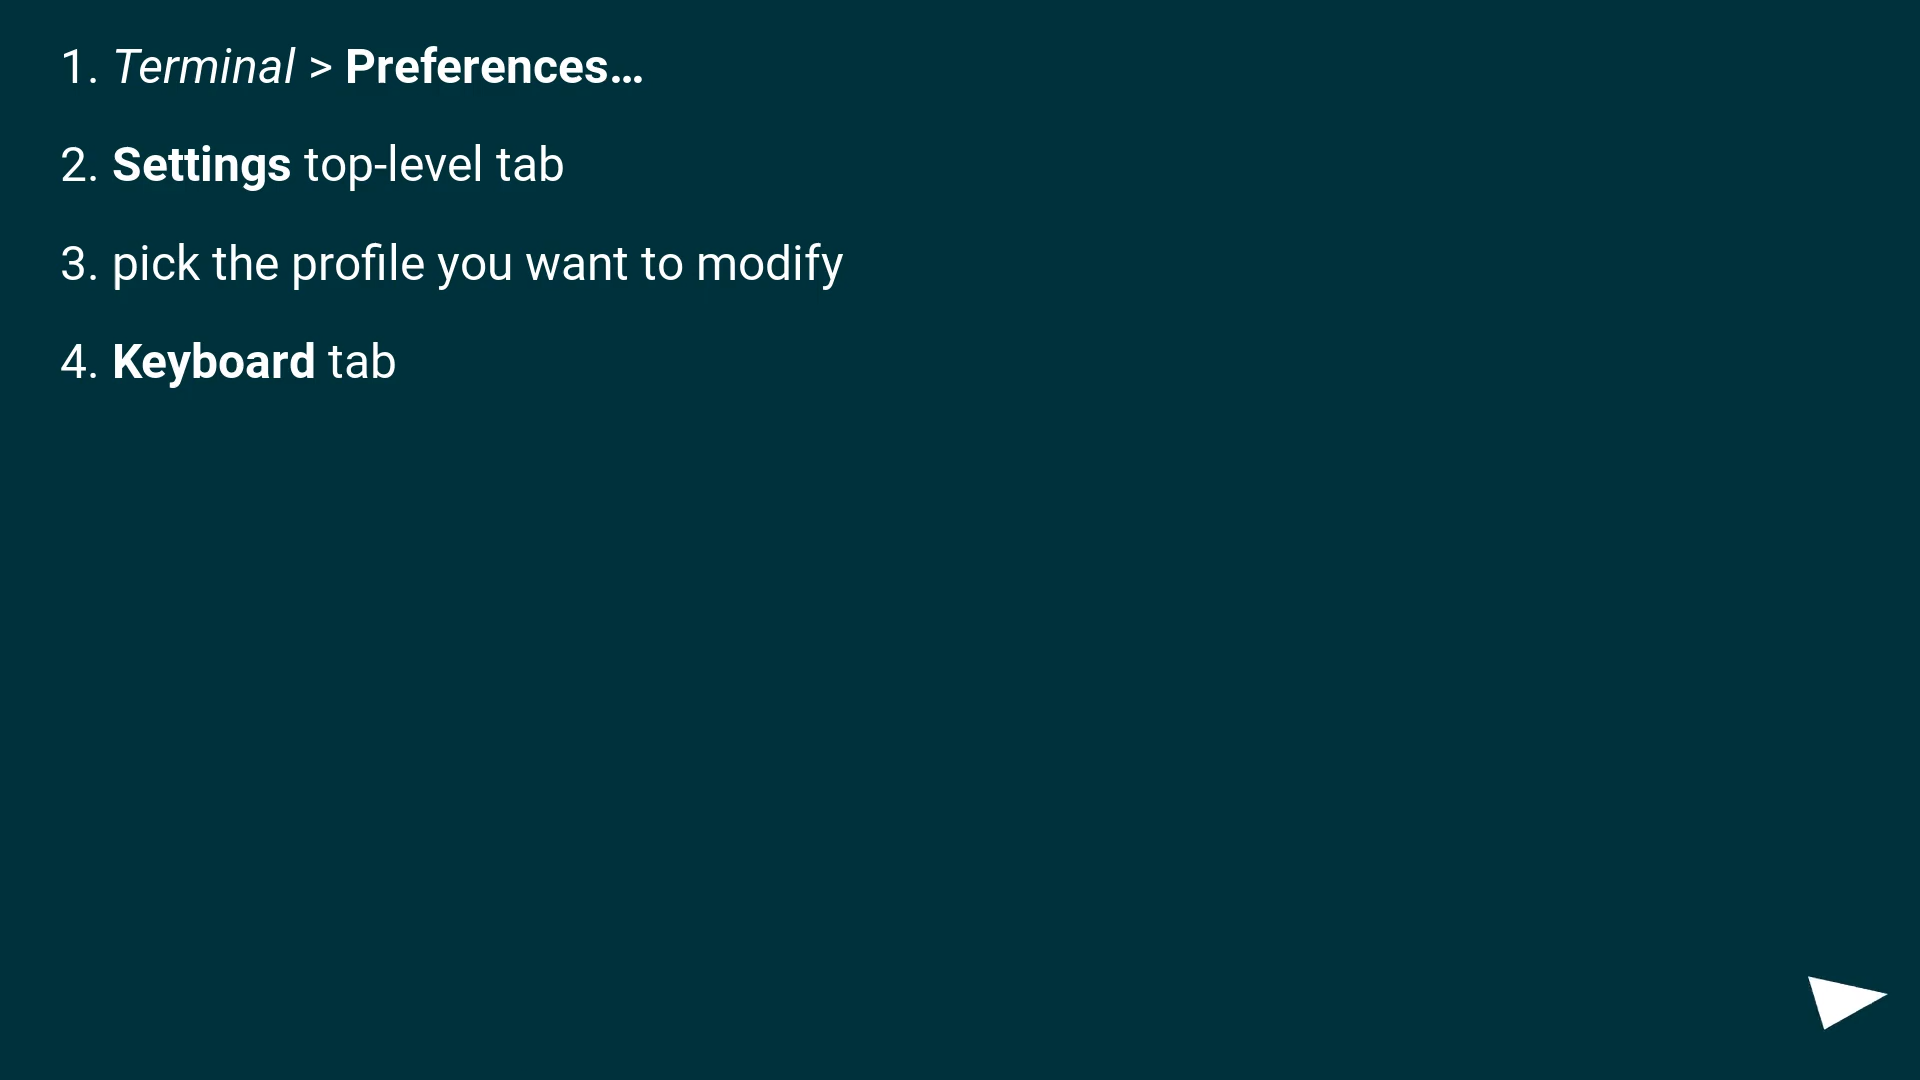 1. Terminal > Preferences…
2. Settings top-level tab
3. pick the profile you want to modify
4. Keyboard tab